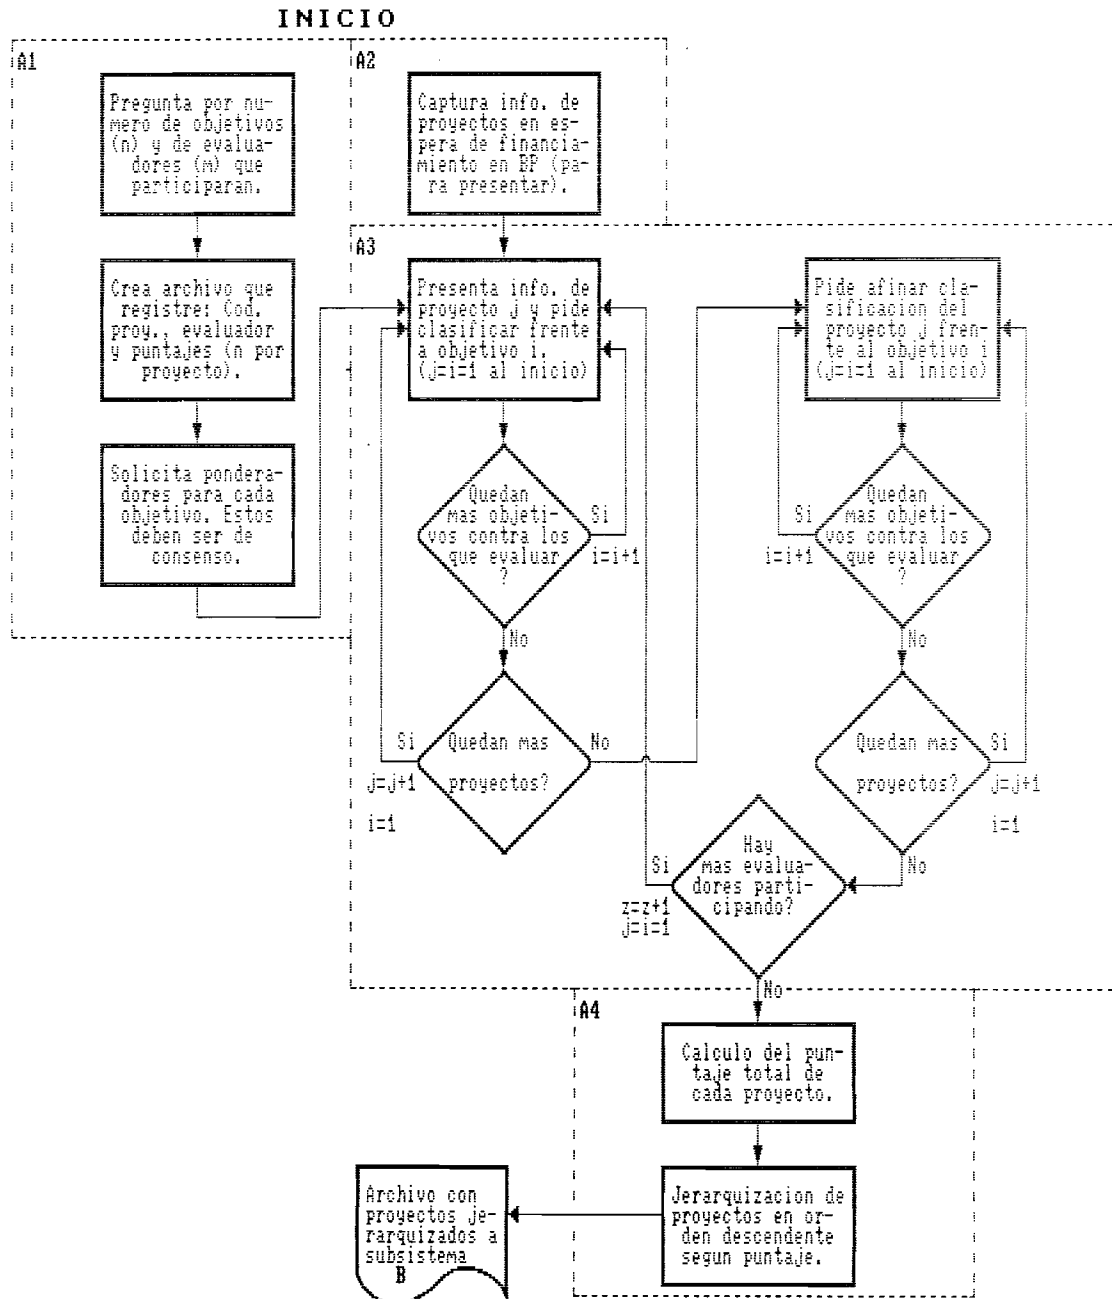 INICIO
A1
Pregunta por nu-
mero de objetivos
(n) y de evalua-
dores (m) que
participaran.
Crea archivo que
registre: Cod.
proy., evaluador
y puntajes (n por
proyecto).
Solicita pondera-
dores para cada
objetivo. Estos
deben ser de
consenso.
A2
Captura info. de
proyectos en es-
pera de financia-
miento en BP (pa-
ra presentar).
A3
Presenta info. de
proyecto j y pide
clasificar frente
a objetivo i.
(j=i=1 al inicio)
Quedan
mas objeti-
vos contra los
que evaluar
?
Si
i=i+1
No
Quedan mas
proyectos?
Si
j=j+1
i=1
No
Pide afinar cla-
sificacion del
proyecto j fren-
te al objetivo i
(j=i=1 al inicio)
Quedan
mas objeti-
vos contra los
que evaluar
?
Si
i=i+1
No
Quedan mas
proyectos?
Si
j=j+1
i=1
No
Hay
mas evalua-
dores parti-
cipando?
Si
z=z+1
j=i=1
No
A4
Calculo del pun-
taje total de
cada proyecto.
Jerarquizacion de
proyectos en or-
den descendente
segun puntaje.
Archivo con
proyectos je-
rarquizados a
subsistema
B